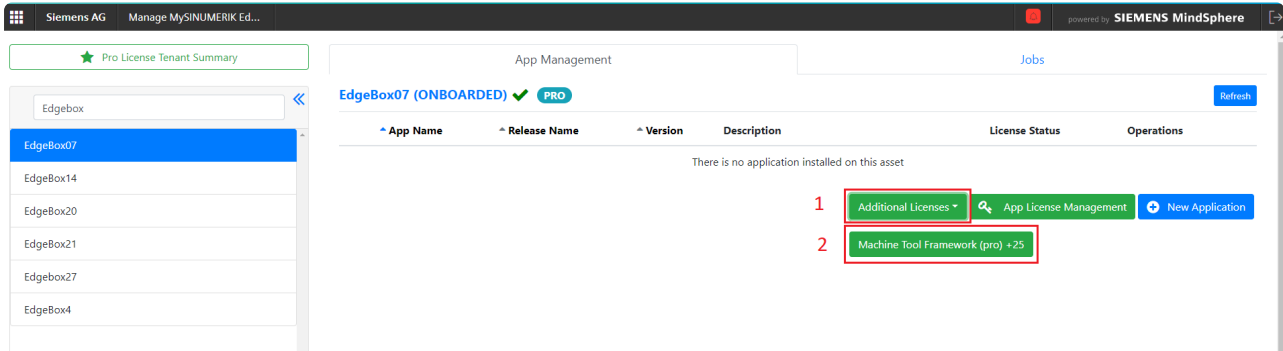 Siemens AG Manage MySINUMERIK Ed... powered by SIEMENS MindSphere
Pro License Tenant Summary
App Management Jobs
Edgebox
EdgeBox07 (ONBOARDED) PRO Refresh
App Name Release Name Version Description License Status Operations
EdgeBox07
There is no application installed on this asset
EdgeBox14
1 Additional Licenses App License Management New Application
EdgeBox20
2 Machine Tool Framework (pro) +25
EdgeBox21
Edgebox27
EdgeBox4